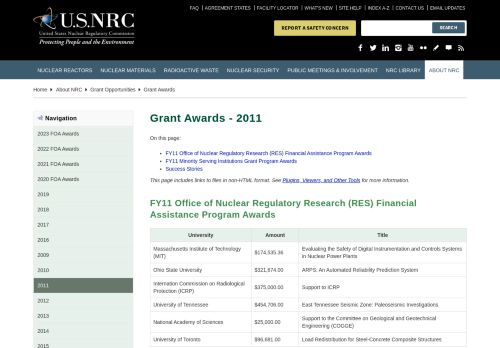 FAQ | AGREEMENT STATES | FACILITY LOCATOR | WHAT'S NEW | SITE HELP | INDEX A-Z | CONTACT US | EMAIL UPDATES
U.S.NRC
United States Nuclear Regulatory Commission
Protecting People and the Environment
REPORT A SAFETY CONCERN
SEARCH
NUCLEAR REACTORS NUCLEAR MATERIALS RADIOACTIVE WASTE NUCLEAR SECURITY PUBLIC MEETINGS & INVOLVEMENT NRC LIBRARY ABOUT NRC
Home About NRC Grant Opportunities Grant Awards
Navigation
2023 FOA Awards
2022 FOA Awards
2021 FOA Awards
2020 FOA Awards
2019
2018
2017
2016
2009
2010
2011
2012
2013
2014
2015
Grant Awards - 2011
On this page:
FY11 Office of Nuclear Regulatory Research (RES) Financial Assistance Program Awards
FY11 Minority Serving Institutions Grant Program Awards
Success Stories
This page includes links to files in non-HTML format. See Plugins, Viewers, and Other Tools for more information.
FY11 Office of Nuclear Regulatory Research (RES) Financial
Assistance Program Awards
University Amount Title
Massachusetts Institute of Technology (MIT) $174,535.36 Evaluating the Safety of Digital Instrumentation and Controls Systems in Nuclear Power Plants
Ohio State University $321,874.00 ARPS: An Automated Reliability Prediction System
Internation Commission on Radiological Protection (ICRP) $375,000.00 Support to ICRP
University of Tennessee $494,706.00 East Tennessee Seismic Zone: Paleoseismic Investigations
National Academy of Sciences $25,000.00 Support to the Committee on Geological and Geotechnical Engineering (COGGE)
University of Toronto $96,681.00 Load Redistribution for Steel-Concrete Composite Structures